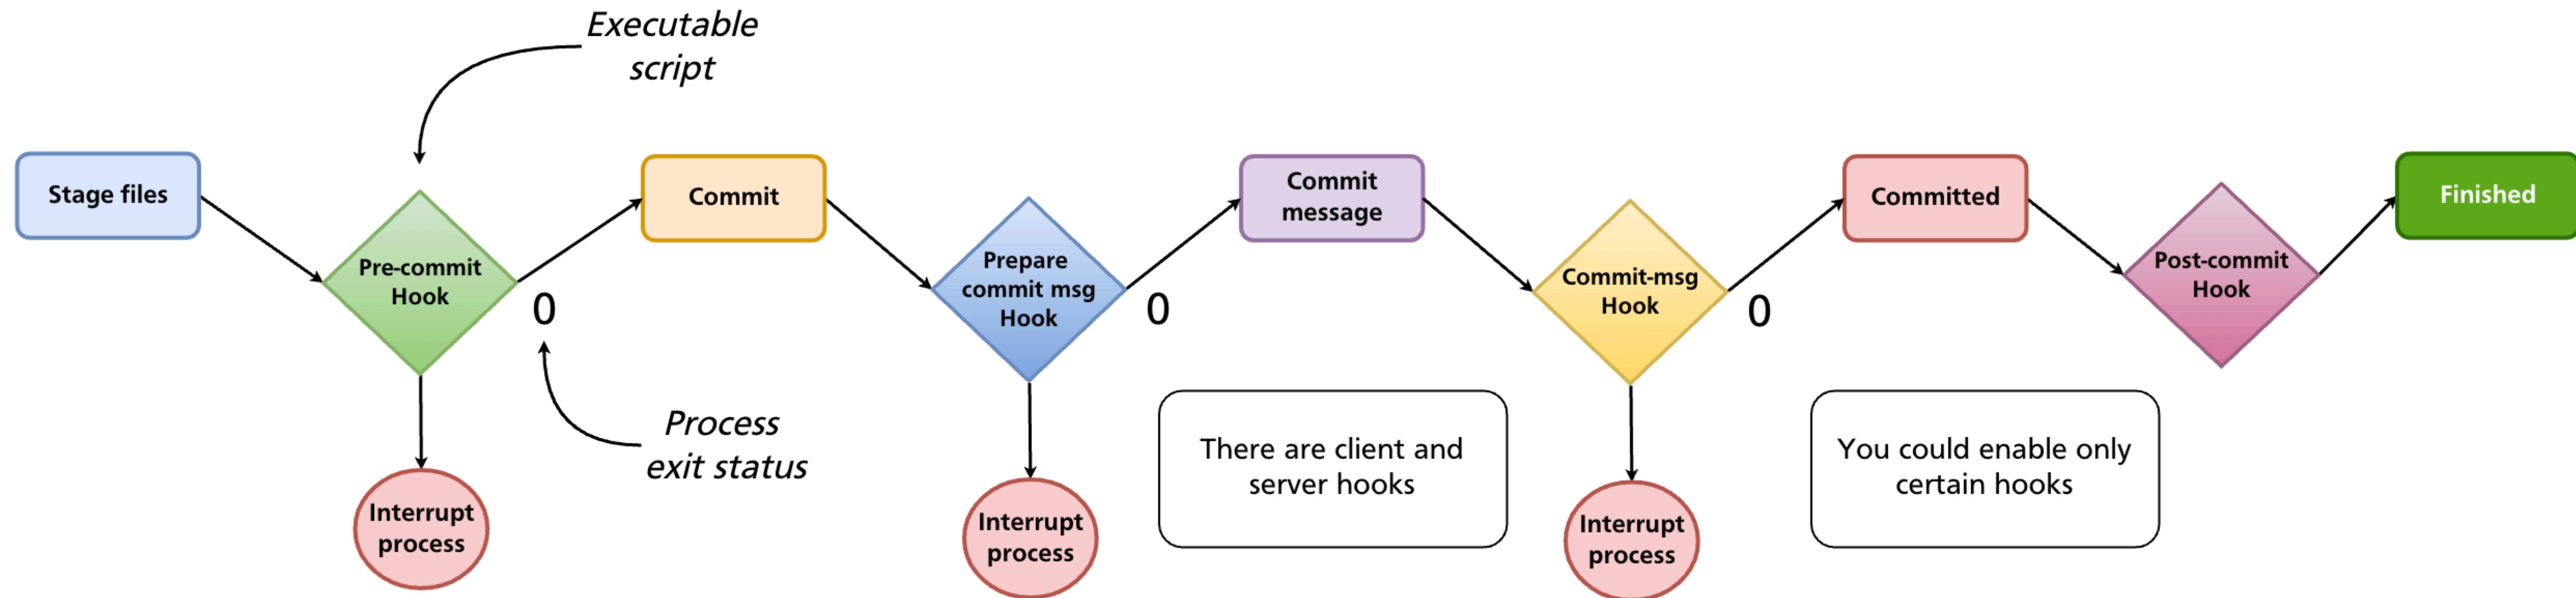 Executable
script
Stage files
Pre-commit
Hook
0
Process
exit status
Interrupt
process
Commit
Prepare
commit msg
Hook
0
Interrupt
process
Commit
message
There are client and
server hooks
Commit-msg
Hook
0
Interrupt
process
Committed
You could enable only
certain hooks
Post-commit
Hook
Finished